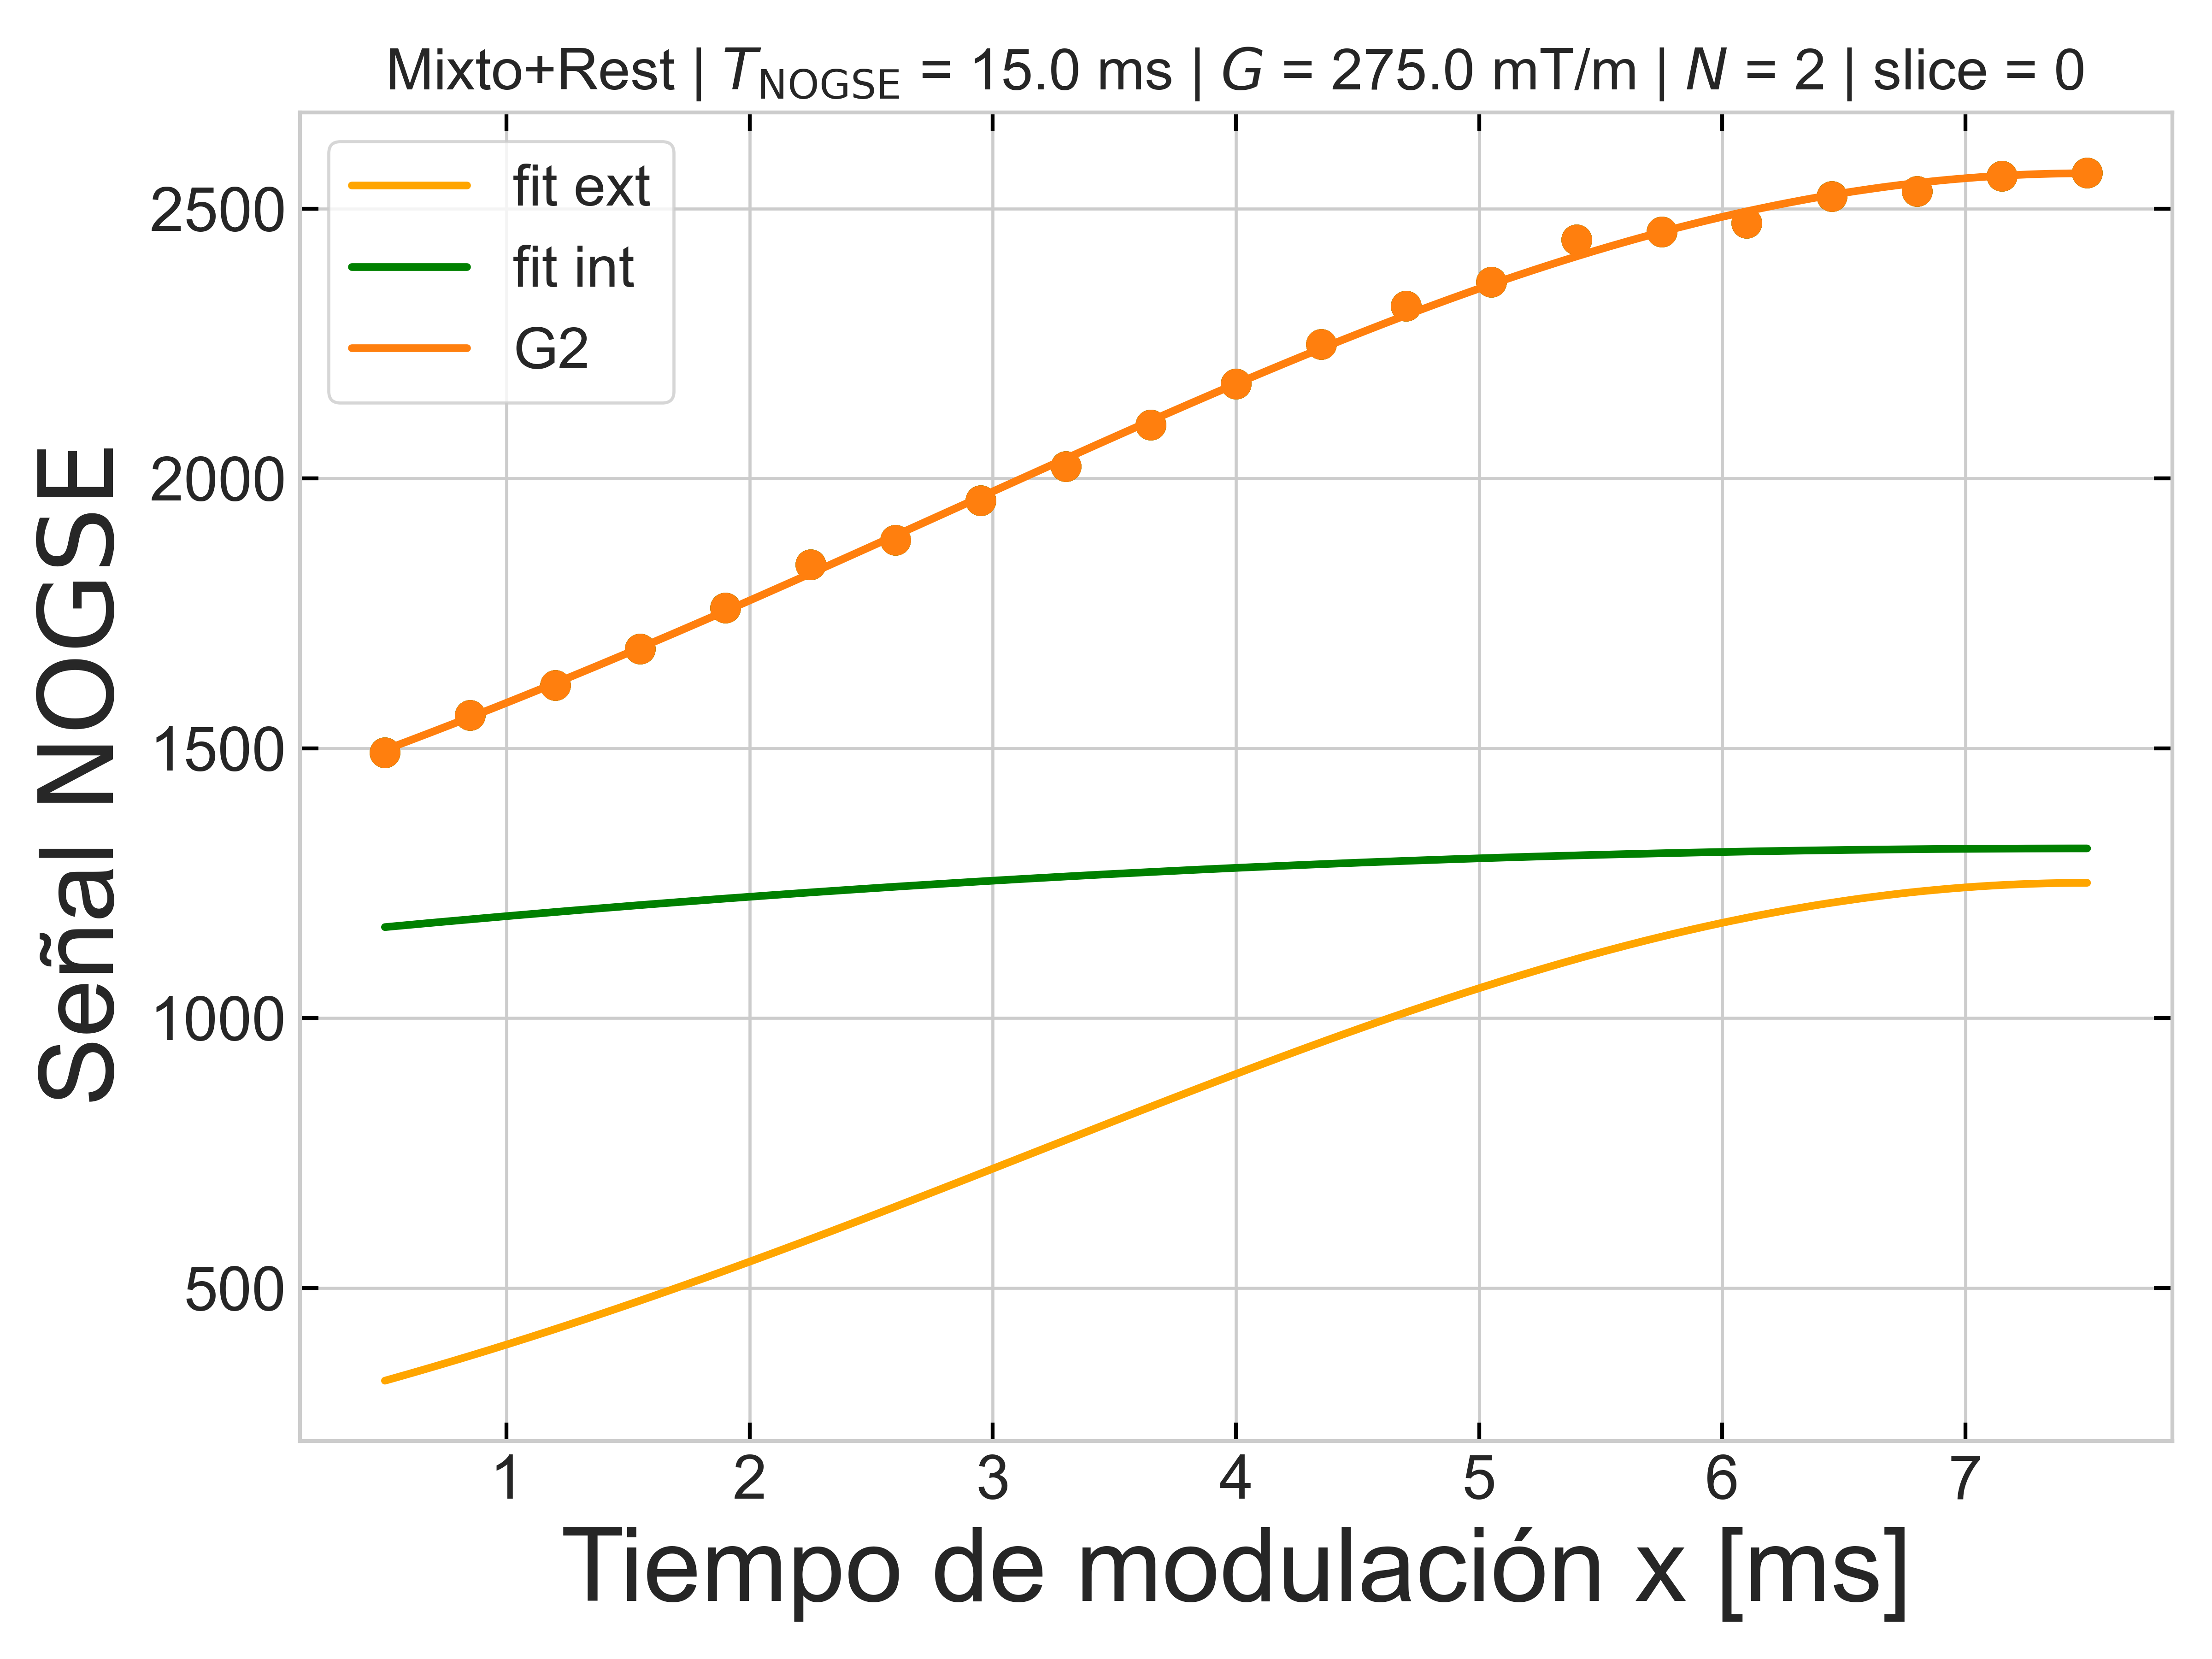 Mixto+Rest | T_NOGSE = 15.0 ms | G = 275.0 mT/m | N = 2 | slice = 0
fit ext
fit int
G2
Señal NOGSE
2500
2000
1500
1000
500
1 2 3 4 5 6 7
Tiempo de modulación x [ms]